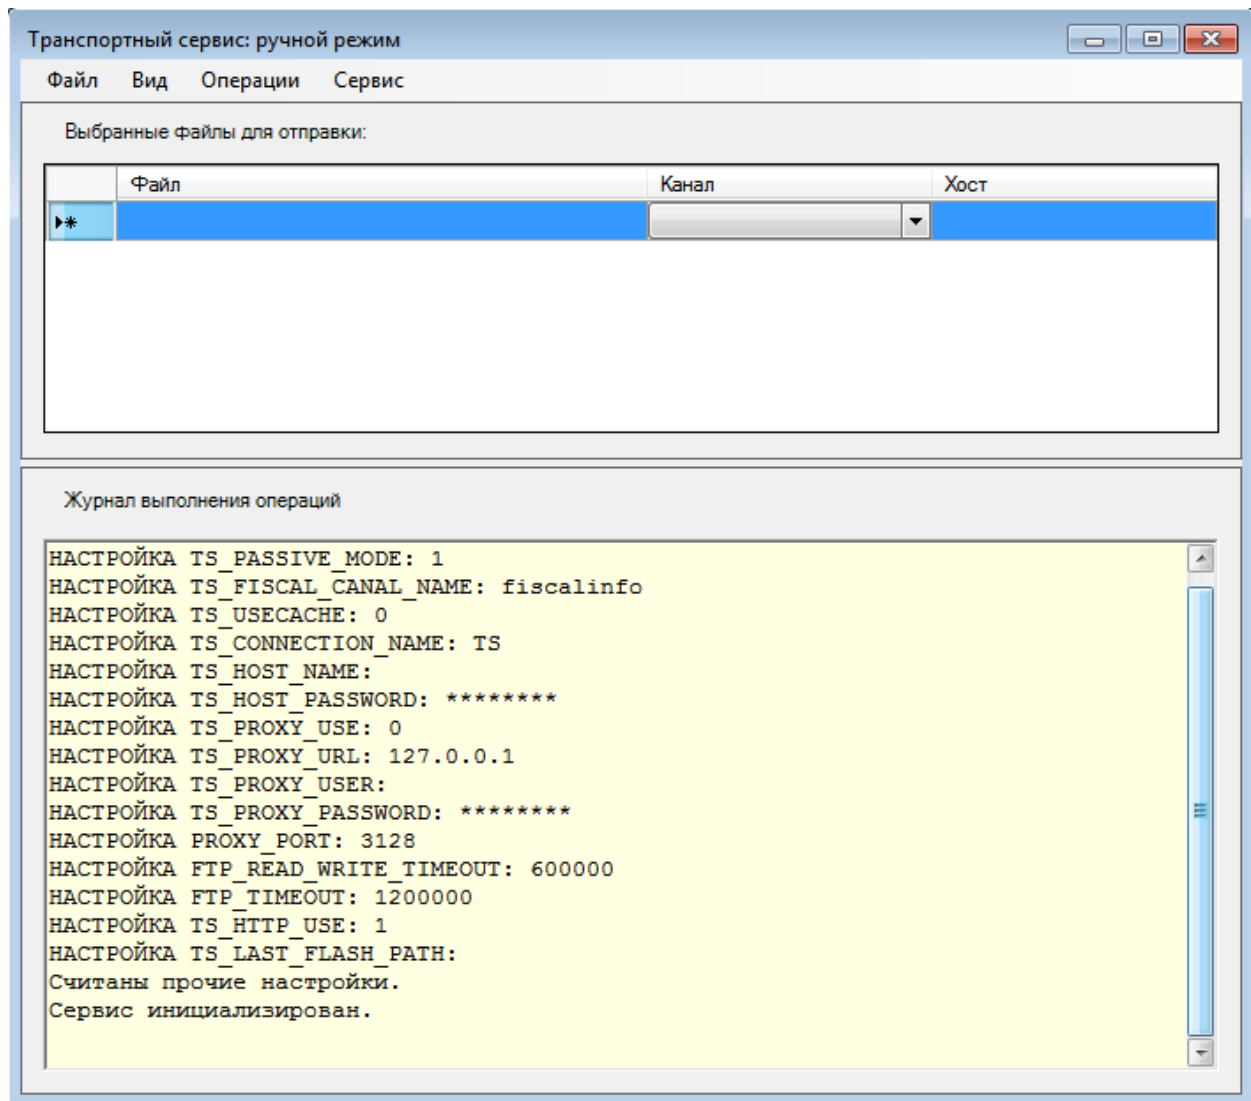 Транспортный сервис: ручной режим
Файл Вид Операции Сервис
Выбранные файлы для отправки:
Файл Канал Хост
Журнал выполнения операций
НАСТРОЙКА TS_PASSIVE_MODE: 1
НАСТРОЙКА TS_FISCAL_CANAL_NAME: fiscalinfo
НАСТРОЙКА TS_USECACHE: 0
НАСТРОЙКА TS_CONNECTION_NAME: TS
НАСТРОЙКА TS_HOST_NAME:
НАСТРОЙКА TS_HOST_PASSWORD: ********
НАСТРОЙКА TS_PROXY_USE: 0
НАСТРОЙКА TS_PROXY_URL: 127.0.0.1
НАСТРОЙКА TS_PROXY_USER:
НАСТРОЙКА TS_PROXY_PASSWORD: ********
НАСТРОЙКА PROXY_PORT: 3128
НАСТРОЙКА FTP_READ_WRITE_TIMEOUT: 600000
НАСТРОЙКА FTP_TIMEOUT: 1200000
НАСТРОЙКА TS_HTTP_USE: 1
НАСТРОЙКА TS_LAST_FLASH_PATH:
Считаны прочие настройки.
Сервис инициализирован.